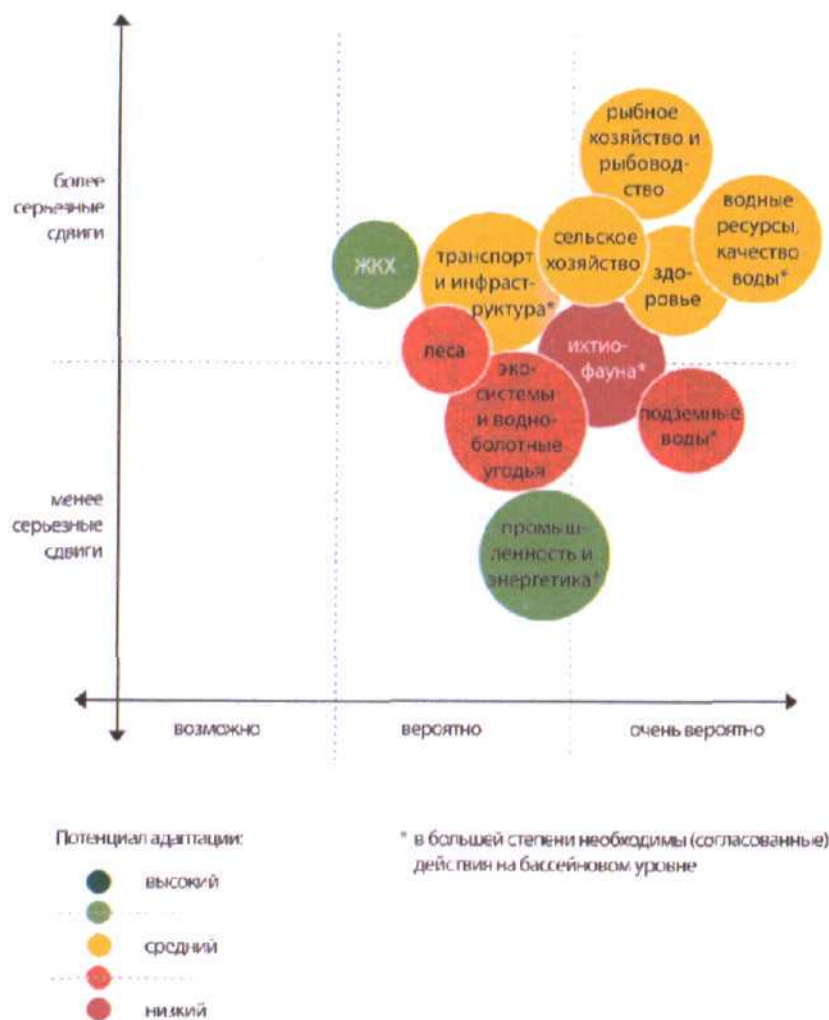 более
серьезные
сдвиги
менее
серьезные
сдвиги
рыбное
хозяйство и
рыбовод-
ство
водные
ресурсы,
качество
воды*
сельское
хозяйство
здо-
ровье
ЖКХ
транспорт
и инфраст-
руктура*
леса
ихтио-
фауна*
эко-
системы
и водно-
болотные
угодья
подземные
воды*
промыш-
ленность и
энергетика*
возможно
вероятно
очень вероятно
Потенциал адаптации:
высокий
средний
низкий
* в большей степени необходимы (согласованные)
действия на бассейновом уровне